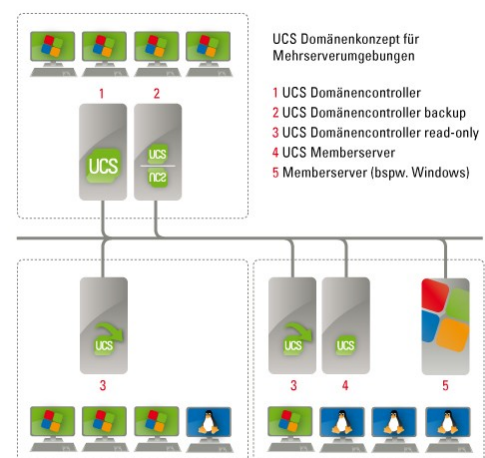 UCS Domänenkonzept für
Mehrserverumgebungen
1 UCS Domänencontroller
2 UCS Domänencontroller backup
3 UCS Domänencontroller read-only
4 UCS Memberserver
5 Memberserver (bspw. Windows)
1 2
UCS UCS
UCS
UCS UCS UCS
3 3 4 5